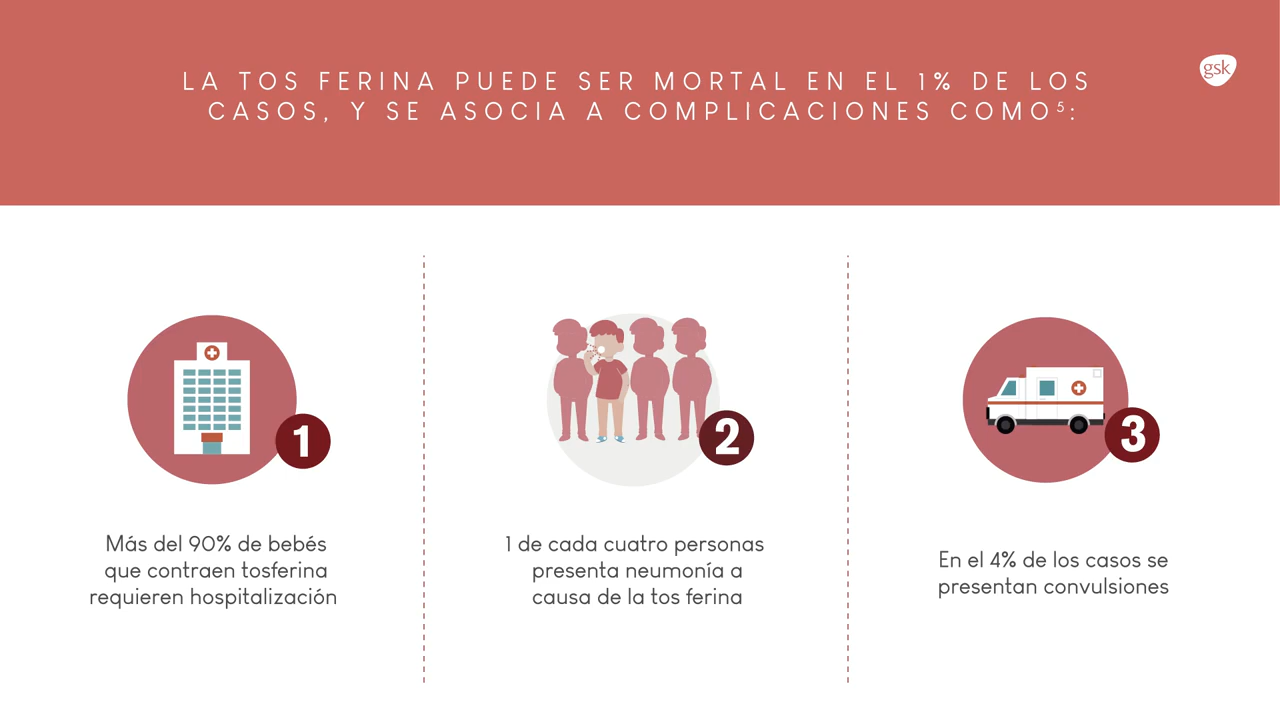 LA TOS FERINA PUEDE SER MORTAL EN EL 1% DE LOS
CASOS, Y SE ASOCIA A COMPLICACIONES COMO⁵:
gsk
1
Más del 90% de bebés
que contraen tosferina
requieren hospitalización
2
1 de cada cuatro personas
presenta neumonía a
causa de la tos ferina
3
En el 4% de los casos se
presentan convulsiones